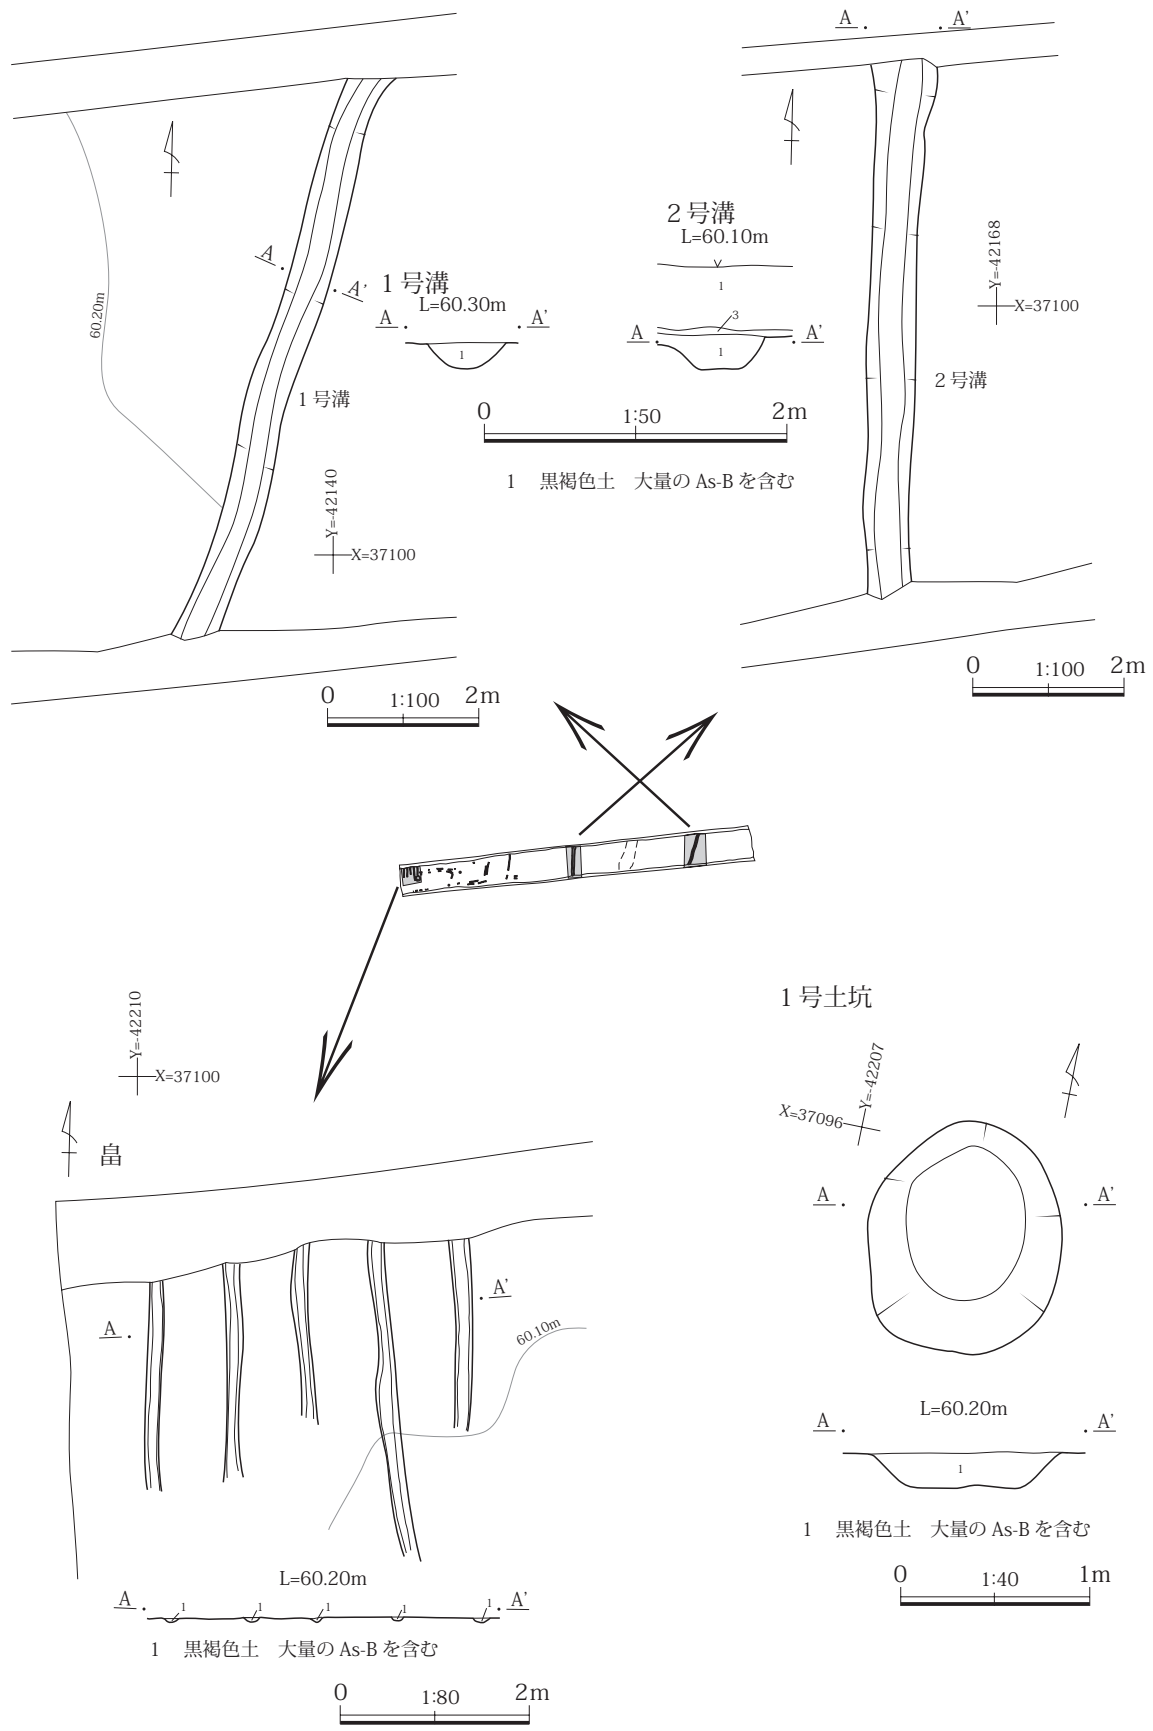 A A'
60.20m
A
A'
1 号溝
L=60.30m
A A'
1
1 号溝
Y=-42140
X=37100
0 1:100 2m
2 号溝
L=60.10m
1
3
A A'
1
0 1:50 2m
1 黒褐色土 大量の As-B を含む
Y=-42168
X=37100
2 号溝
0 1:100 2m
Y=-42210
X=37100
畠
A
A'
60.10m
L=60.20m
A A'
1 1 1 1 1
1 黒褐色土 大量の As-B を含む
0 1:80 2m
1 号土坑
Y=-42207
X=37096
A A'
L=60.20m
A A'
1
1 黒褐色土 大量の As-B を含む
0 1:40 1m